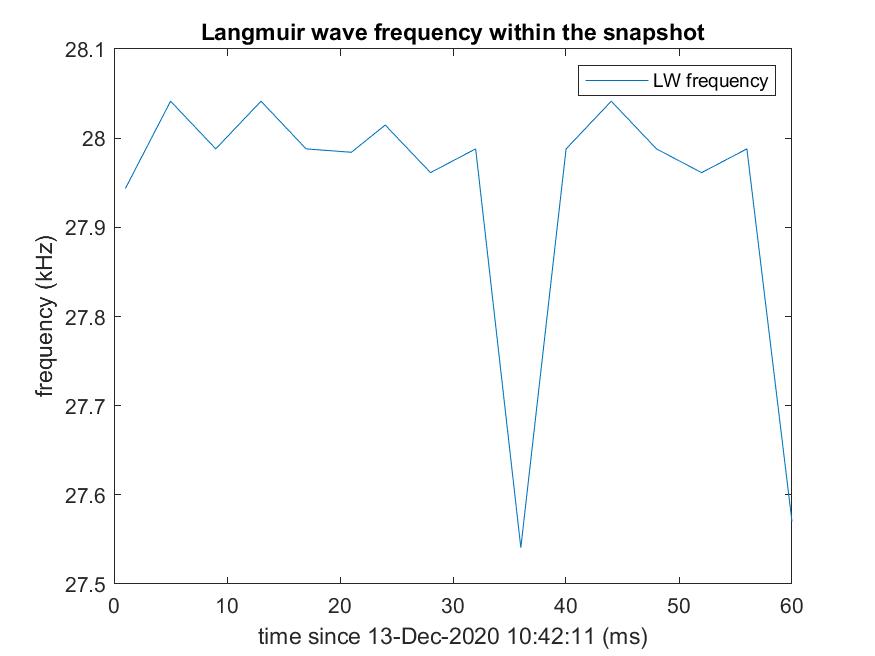 Langmuir wave frequency within the snapshot
LW frequency
28.1
28
27.9
27.8
27.7
27.6
27.5
frequency (kHz)
0 10 20 30 40 50 60
time since 13-Dec-2020 10:42:11 (ms)